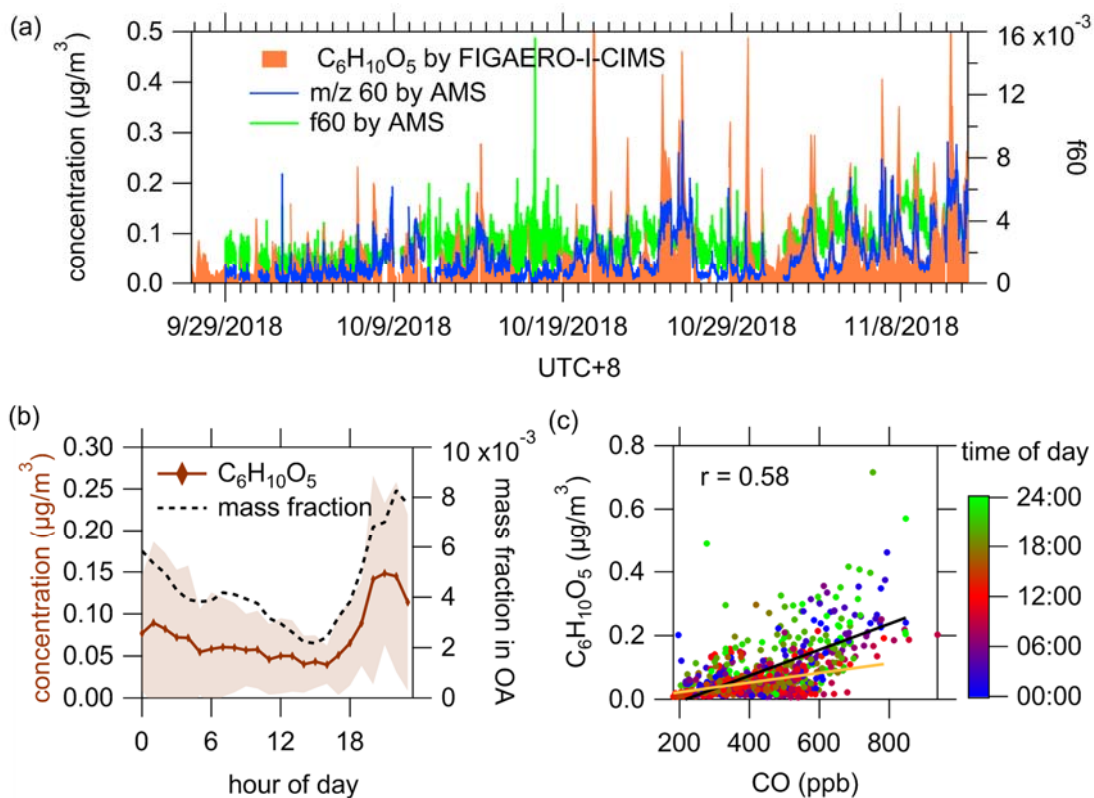 (a)
0.5
0.4
0.3
0.2
0.1
0.0
concentration (µg/m³)
C₆H₁₀O₅ by FIGAERO-I-CIMS
m/z 60 by AMS
f60 by AMS
16 x10⁻³
12
8
4
0
f60
9/29/2018 10/9/2018 10/19/2018 10/29/2018 11/8/2018
UTC+8
(b)
0.30
0.25
0.20
0.15
0.10
0.05
0.00
concentration (µg/m³)
C₆H₁₀O₅
mass fraction
10 x10⁻³
8
6
4
2
0
mass fraction in OA
0 6 12 18
hour of day
(c)
0.8
0.6
0.4
0.2
0.0
C₆H₁₀O₅ (µg/m³)
r = 0.58
200 400 600 800
CO (ppb)
time of day
24:00
18:00
12:00
06:00
00:00